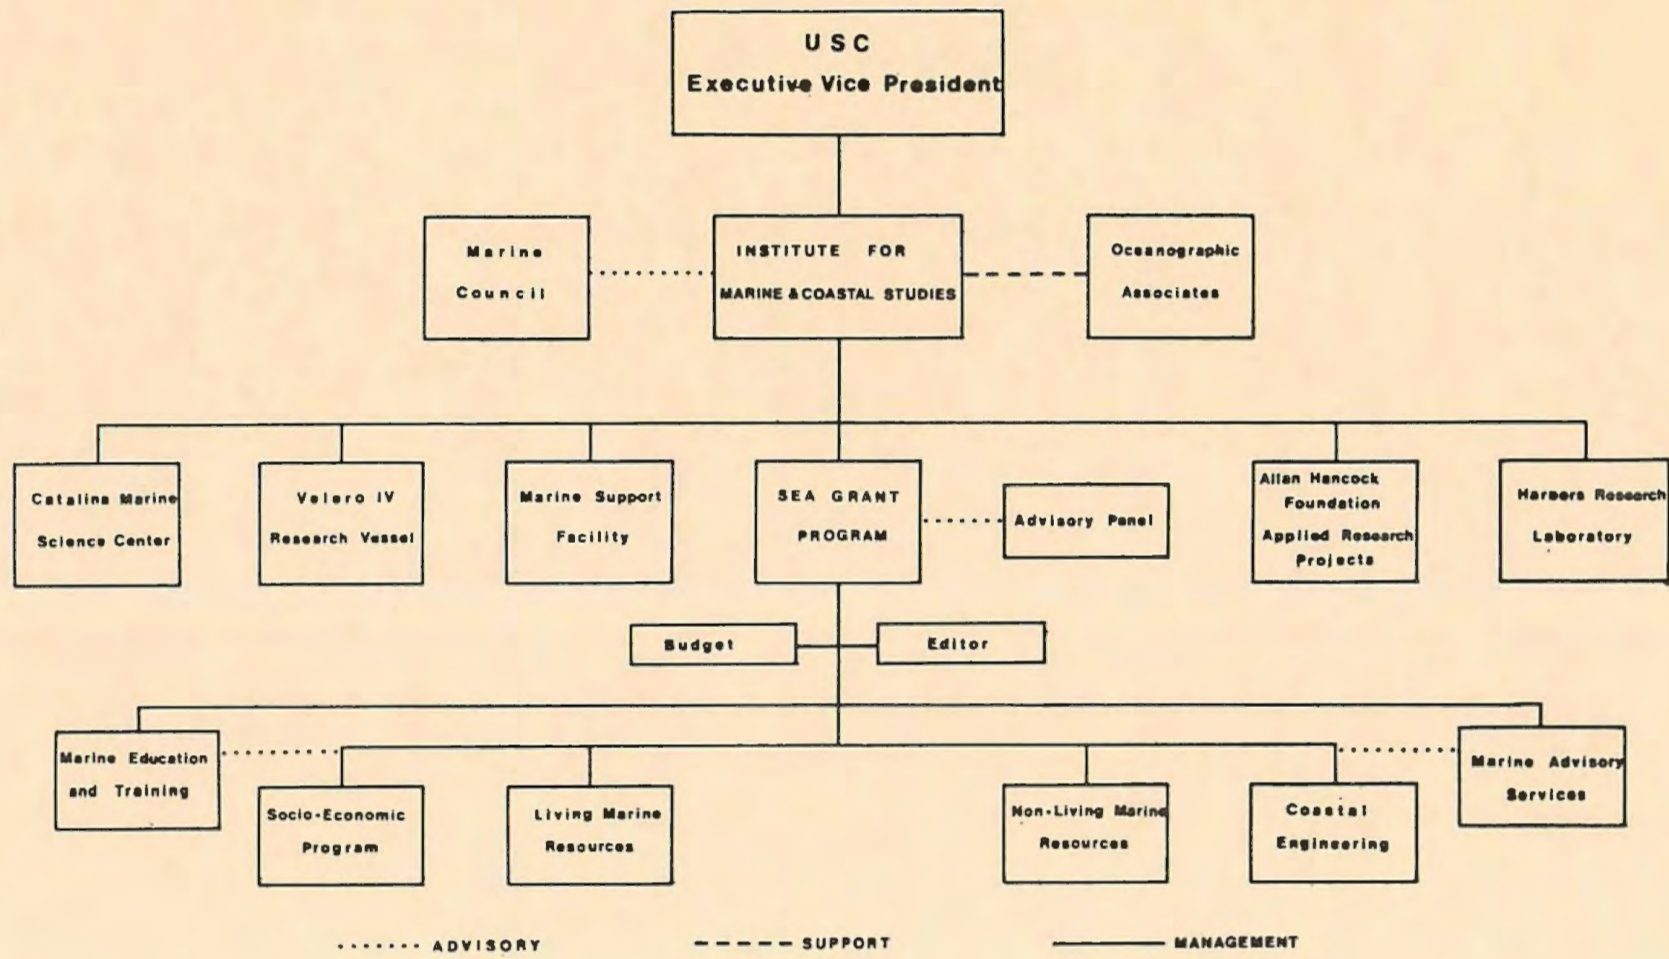 USC
Executive Vice President
Marine
Council
INSTITUTE FOR
MARINE & COASTAL STUDIES
Oceanographic
Associates
Catalina Marine
Science Center
Velero IV
Research Vessel
Marine Support
Facility
SEA GRANT
PROGRAM
Advisory Panel
Allan Hancock
Foundation
Applied Research
Projects
Harbors Research
Laboratory
Budget
Editor
Marine Education
and Training
Socio-Economic
Program
Living Marine
Resources
Non-Living Marine
Resources
Coastal
Engineering
Marine Advisory
Services
ADVISORY
SUPPORT
MANAGEMENT